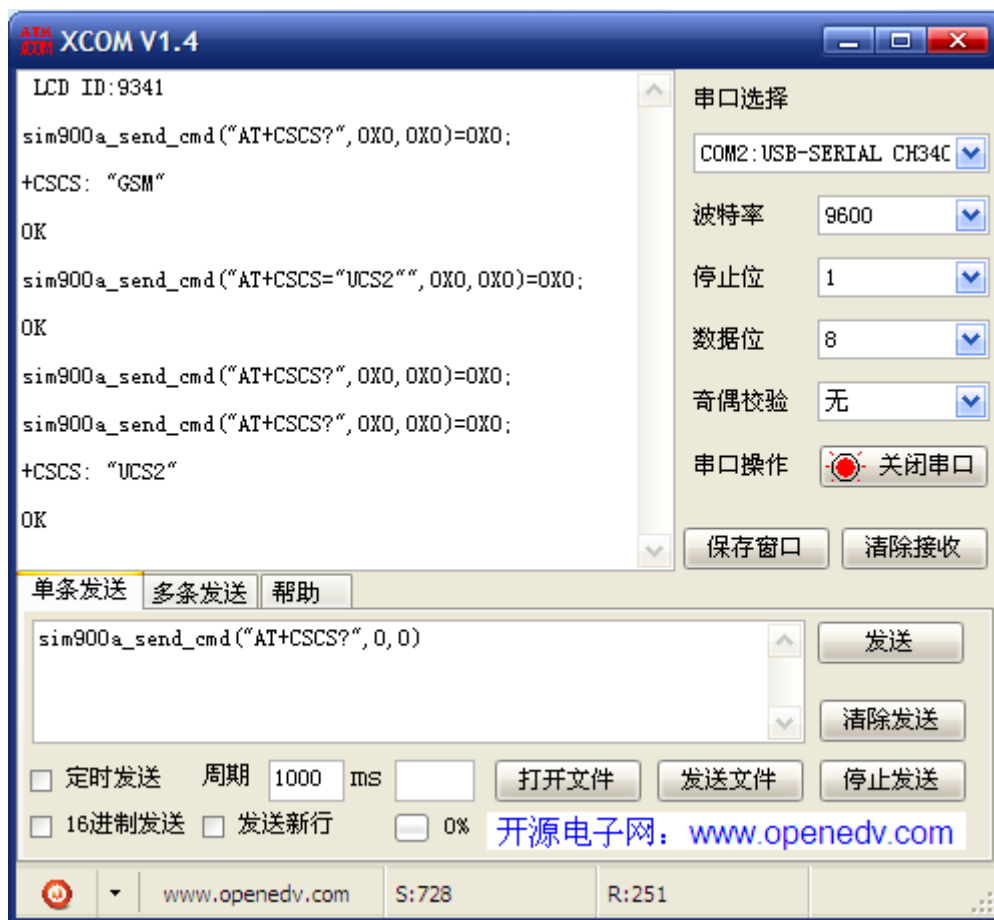 XCOM V1.4
LCD ID:9341
sim900a_send_cmd("AT+CSCS?",0X0,0X0)=0X0;
+CSCS: "GSM"
OK
sim900a_send_cmd("AT+CSCS="UCS2"",0X0,0X0)=0X0;
OK
sim900a_send_cmd("AT+CSCS?",0X0,0X0)=0X0;
sim900a_send_cmd("AT+CSCS?",0X0,0X0)=0X0;
+CSCS: "UCS2"
OK
串口选择
COM2:USB-SERIAL CH340
波特率 9600
停止位 1
数据位 8
奇偶校验 无
串口操作 关闭串口
保存窗口 清除接收
单条发送 多条发送 帮助
sim900a_send_cmd("AT+CSCS?",0,0)
发送
清除发送
定时发送 周期 1000 ms 打开文件 发送文件 停止发送
16进制发送 发送新行 0% 开源电子网：www.openedv.com
www.openedv.com S:728 R:251